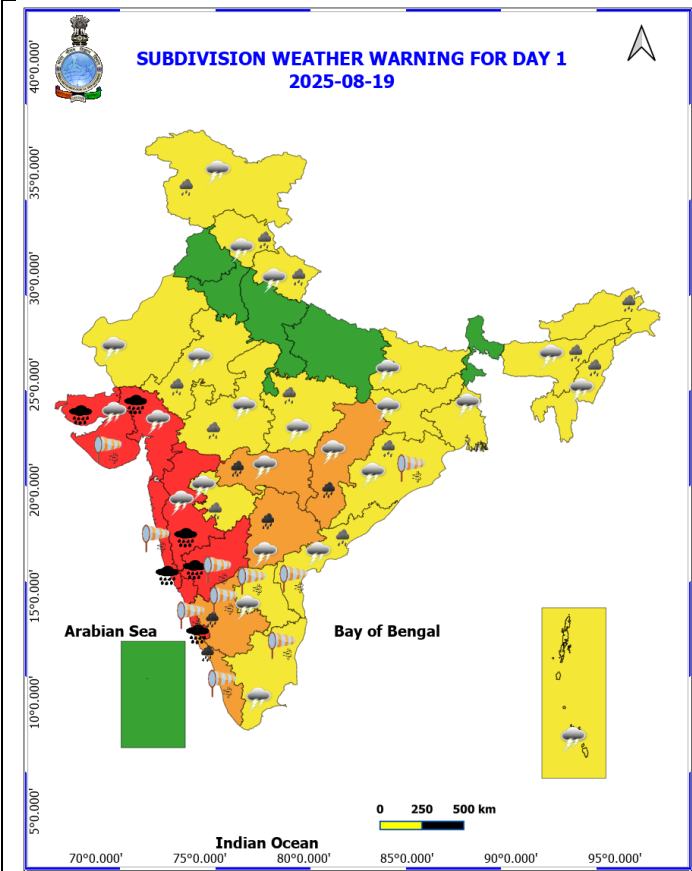 SUBDIVISION WEATHER WARNING FOR DAY 1
2025-08-19
40°0.000'
35°0.000'
30°0.000'
25°0.000'
20°0.000'
15°0.000'
10°0.000'
5°0.000'
Arabian Sea
Bay of Bengal
0 250 500 km
Indian Ocean
70°0.000' 75°0.000' 80°0.000' 85°0.000' 90°0.000' 95°0.000'